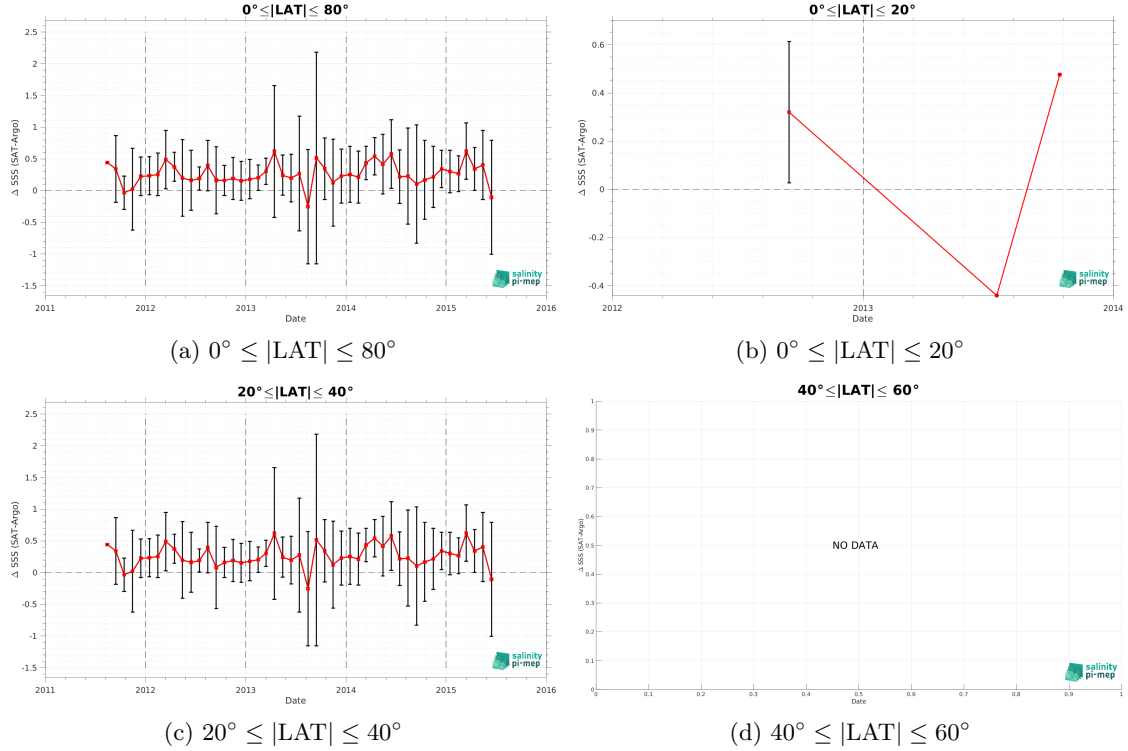 0°≤|LAT|≤ 80°
Δ SSS (SAT-Argo)
2.5
2
1.5
1
0.5
0
-0.5
-1
-1.5
2011 2012 2013 2014 2015 2016
Date
salinity
pi-mep
(a) 0° ≤ |LAT| ≤ 80°
0°≤|LAT|≤ 20°
Δ SSS (SAT-Argo)
0.6
0.4
0.2
0
-0.2
-0.4
2012 2013 2014
Date
salinity
pi-mep
(b) 0° ≤ |LAT| ≤ 20°
20°≤|LAT|≤ 40°
Δ SSS (SAT-Argo)
2.5
2
1.5
1
0.5
0
-0.5
-1
-1.5
2011 2012 2013 2014 2015 2016
Date
salinity
pi-mep
(c) 20° ≤ |LAT| ≤ 40°
40°≤|LAT|≤ 60°
Δ SSS (SAT-Argo)
1
0.9
0.8
0.7
0.6
0.5
0.4
0.3
0.2
0.1
0
NO DATA
0 0.1 0.2 0.3 0.4 0.5 0.6 0.7 0.8 0.9 1
Date
salinity
pi-mep
(d) 40° ≤ |LAT| ≤ 60°